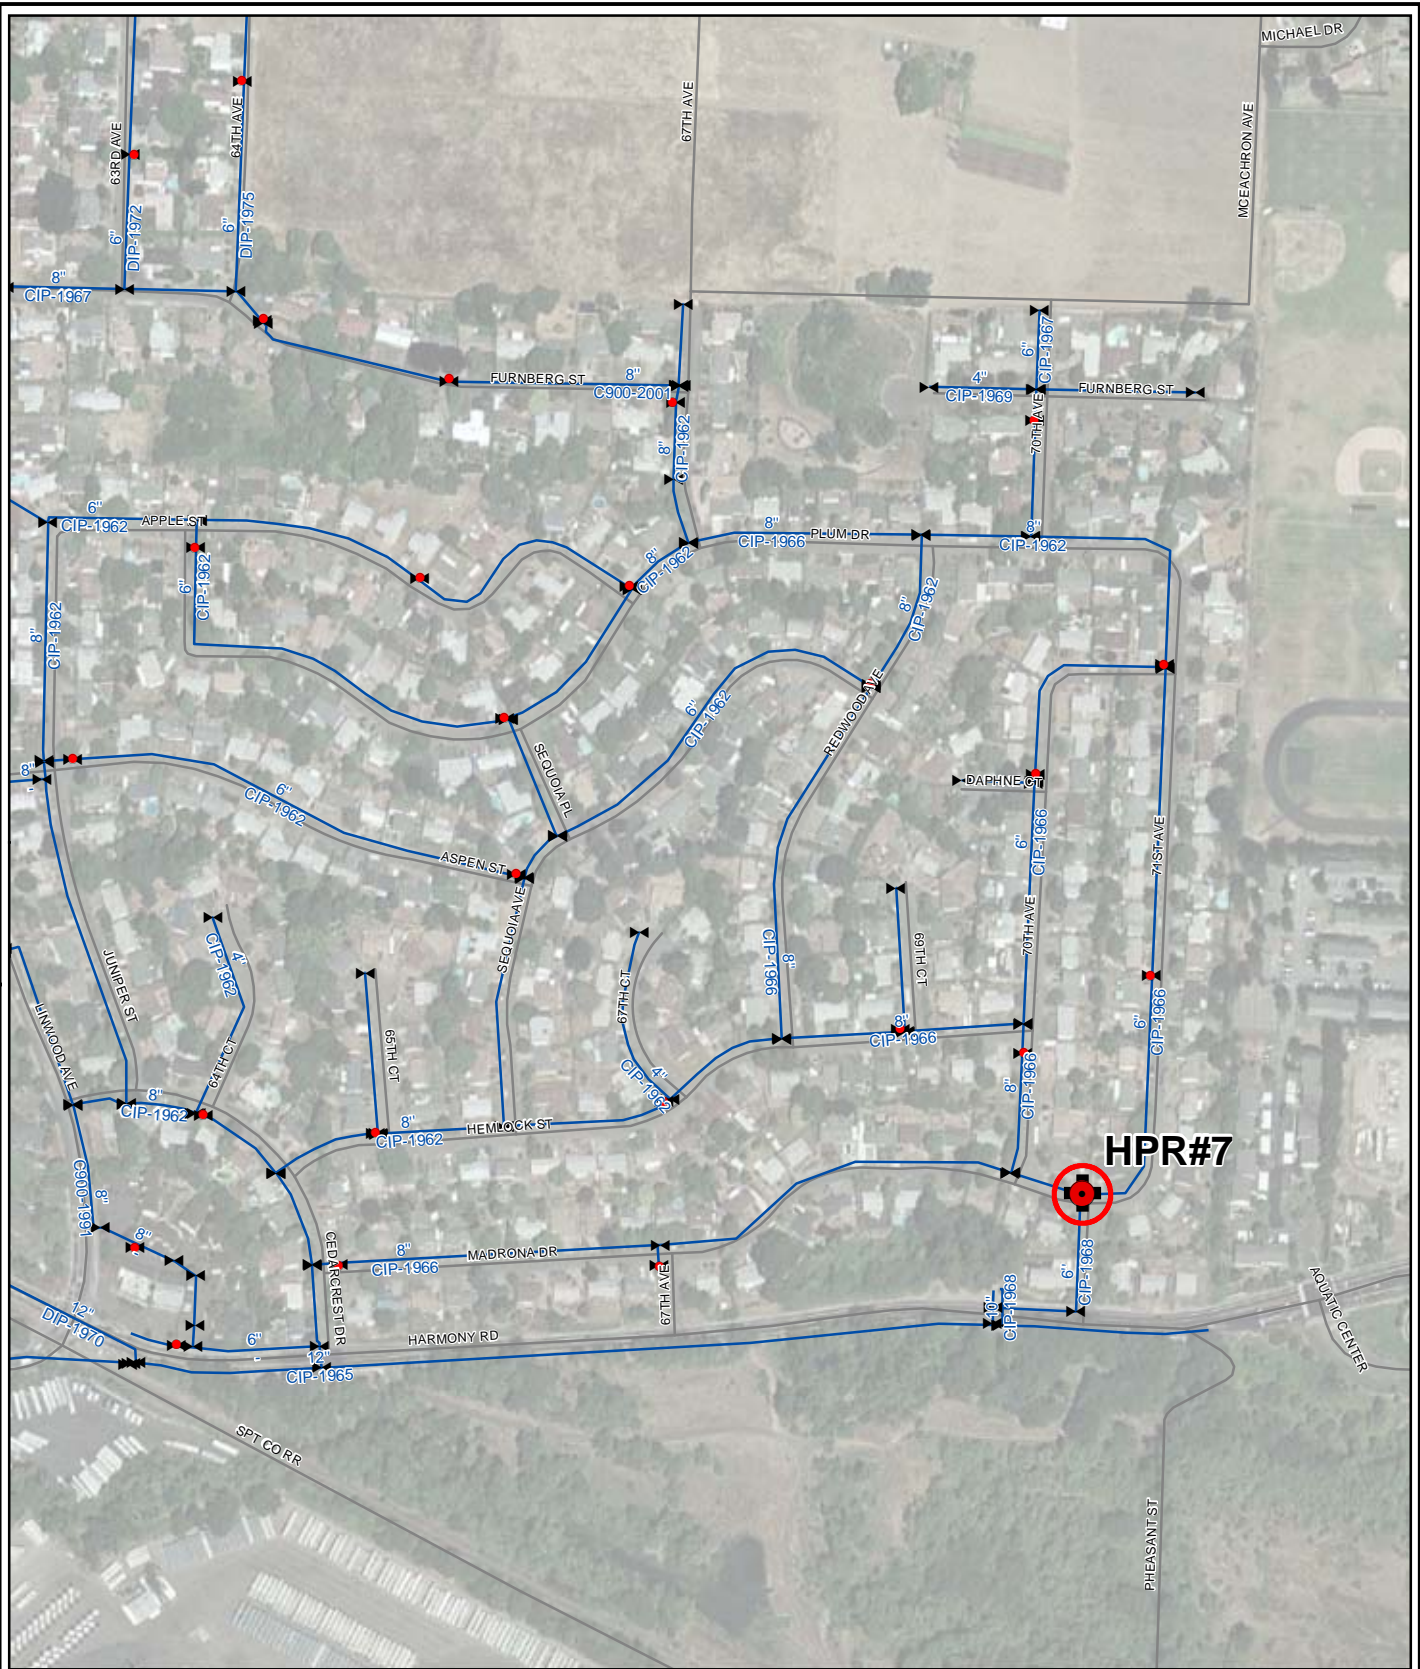 MICHAEL DR
67TH AVE
63RD AVE
64TH AVE
MCEACHRON AVE
6"
DIP-1972
6"
DIP-1975
8"
CIP-1967
6"
CIP-1967
FURNBERG ST
8"
C900-2001
4"
CIP-1969
FURNBERG ST
70TH AVE
8"
CIP-1962
6"
CIP-1962
APPLE ST
8"
CIP-1966
PLUM DR
8"
CIP-1962
8"
CIP-1962
6"
CIP-1962
8"
CIP-1962
8"
CIP-1962
6"
CIP-1962
REDWOOD AVE
SEQUOIA PL
8"
-
6"
CIP-1962
DAPHNE CT
6"
CIP-1966
71ST AVE
ASPEN ST
SEQUOIA AVE
70TH AVE
69TH CT
8"
CIP-1966
4"
CIP-1962
JUNIPER ST
LINWOOD AVE
67TH CT
65TH CT
64TH CT
8"
CIP-1966
6"
CIP-1966
8"
CIP-1966
4"
CIP-1962
8"
CIP-1962
8"
CIP-1962
HEMLOCK ST
HPR#7
8"
C900-1991
8"
-
CEDARCREST DR
8"
CIP-1966
MADRONA DR
67TH AVE
6"
CIP-1968
10"
CIP-1968
AQUATIC CENTER
12"
DIP-1970
6"
-
HARMONY RD
12"
CIP-1965
SPT CO RR
PHEASANT ST